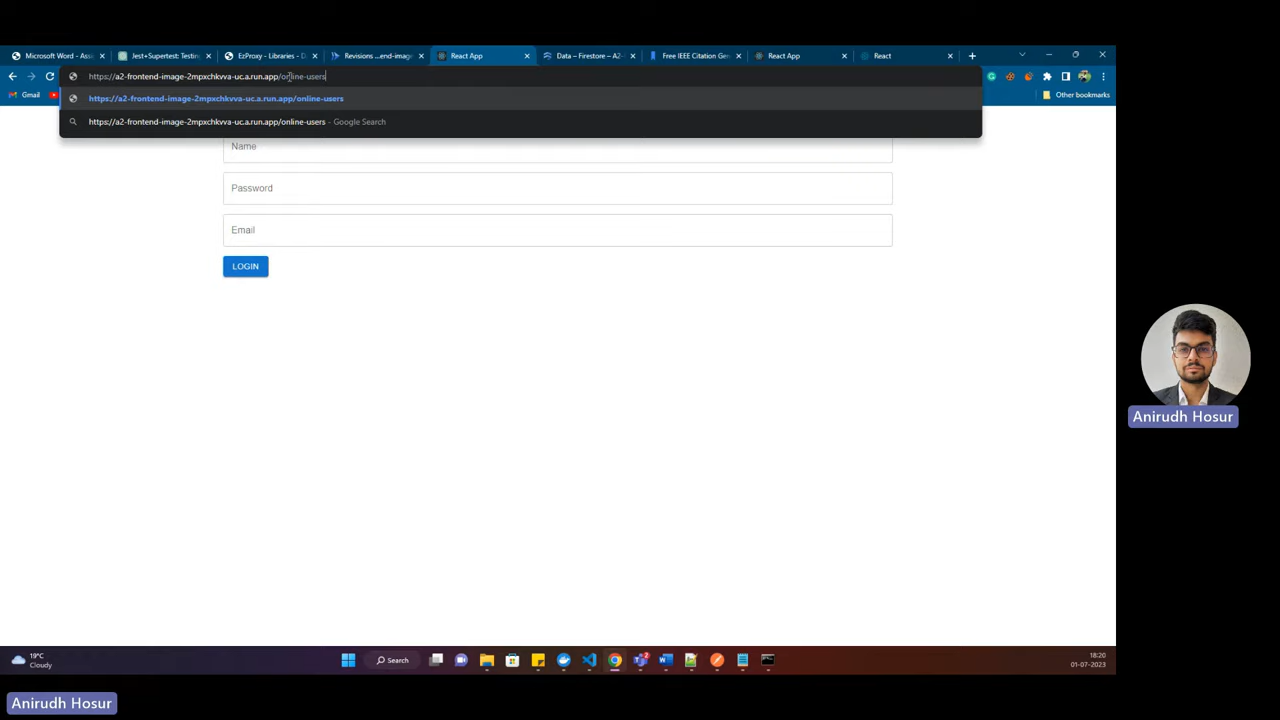 Microsoft Word - Ass
Jest+Supertest: Testing
EzProxy - Libraries - D
Revisions ...end-image
React App
Data – Firestore – A2-
Free IEEE Citation Gen
React App
React
https://a2-frontend-image-2mpxchkvva-uc.a.run.app/online-users
Gmail
Other bookmarks
https://a2-frontend-image-2mpxchkvva-uc.a.run.app/online-users
https://a2-frontend-image-2mpxchkvva-uc.a.run.app/online-users - Google Search
Name
Password
Email
LOGIN
Anirudh Hosur
19°C
Cloudy
Search
2
18:20
01-07-2023
Anirudh Hosur